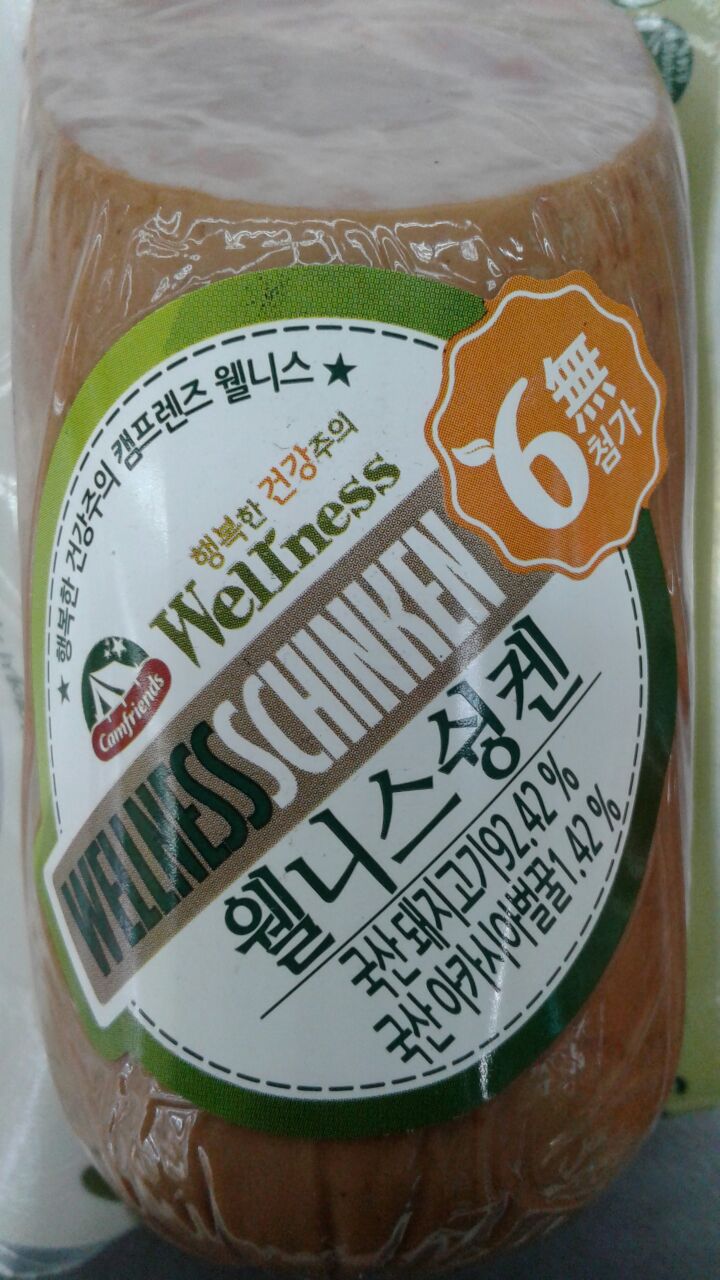 행복한 건강주의 캠프렌즈 웰니스
행복한 건강주의
Wellness
Camfriends
WELLNESSSCHINKEN
웰니스슁켄
국산 돼지고기92.42%
국산 아카시아벌꿀1.42%
6無
첨가